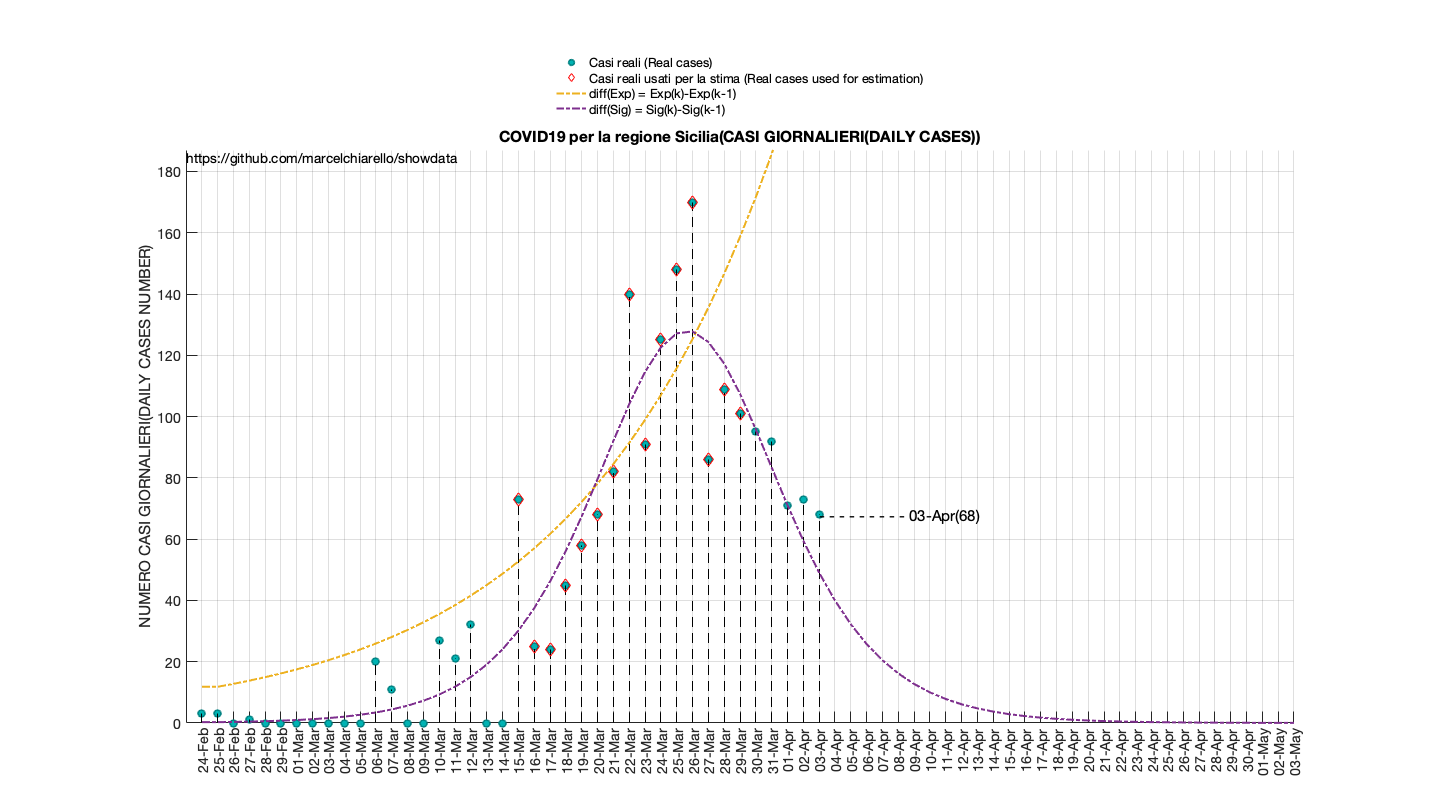 Casi reali (Real cases)
Casi reali usati per la stima (Real cases used for estimation)
diff(Exp) = Exp(k)-Exp(k-1)
diff(Sig) = Sig(k)-Sig(k-1)
COVID19 per la regione Sicilia(CASI GIORNALIERI(DAILY CASES))
https://github.com/marcelchiarello/showdata
NUMERO CASI GIORNALIERI(DAILY CASES NUMBER)
180
160
140
120
100
80
60
40
20
0
03-Apr(68)
24-Feb
25-Feb
26-Feb
27-Feb
28-Feb
29-Feb
01-Mar
02-Mar
03-Mar
04-Mar
05-Mar
06-Mar
07-Mar
08-Mar
09-Mar
10-Mar
11-Mar
12-Mar
13-Mar
14-Mar
15-Mar
16-Mar
17-Mar
18-Mar
19-Mar
20-Mar
21-Mar
22-Mar
23-Mar
24-Mar
25-Mar
26-Mar
27-Mar
28-Mar
29-Mar
30-Mar
31-Mar
01-Apr
02-Apr
03-Apr
04-Apr
05-Apr
06-Apr
07-Apr
08-Apr
09-Apr
10-Apr
11-Apr
12-Apr
13-Apr
14-Apr
15-Apr
16-Apr
17-Apr
18-Apr
19-Apr
20-Apr
21-Apr
22-Apr
23-Apr
24-Apr
25-Apr
26-Apr
27-Apr
28-Apr
29-Apr
30-Apr
01-May
02-May
03-May